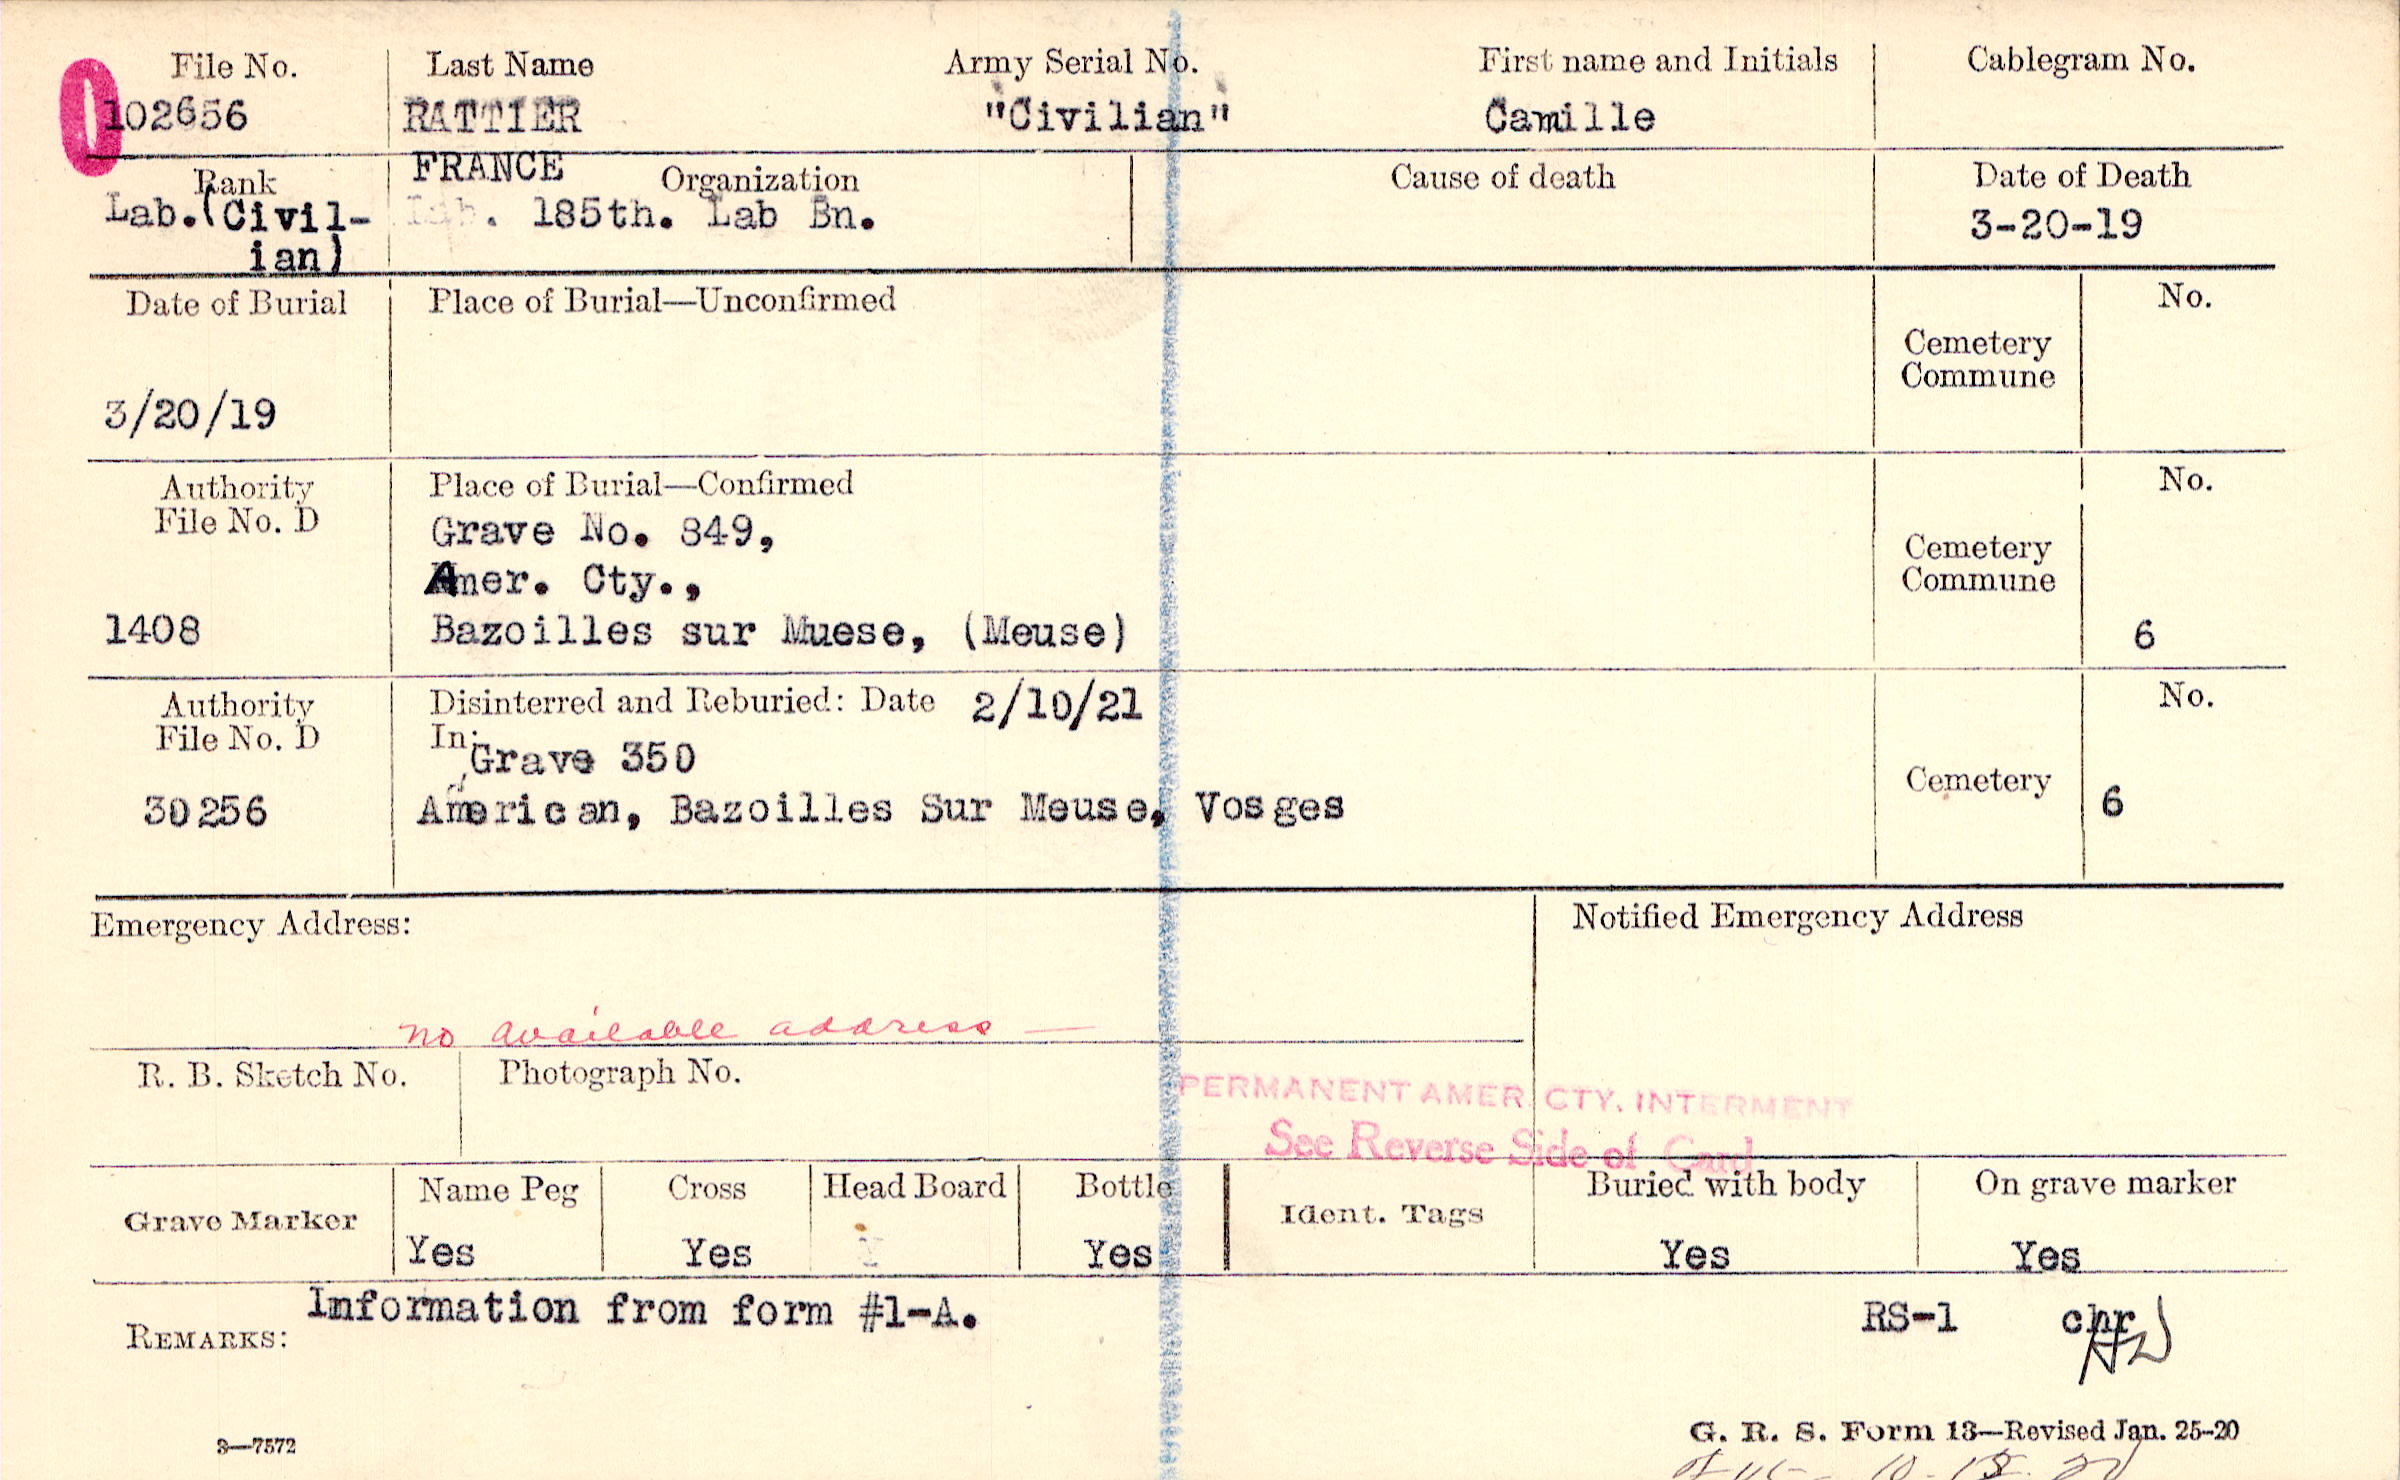 File No. Last Name Army Serial No. First name and Initials Cablegram No.
0
102656 RATTIER "Civilian" Camille
Rank FRANCE Organization Cause of death Date of Death
Lab.(Civil- Lab. 185th. Lab Bn. 3-20-19
ian)
Date of Burial Place of Burial—Unconfirmed No.
Cemetery
Commune
3/20/19
Authority Place of Burial—Confirmed No.
File No. D Grave No. 849,
Cemetery
Amer. Cty., Commune
1408 Bazoilles sur Muese, (Meuse) 6
Authority Disinterred and Reburied: Date 2/10/21 No.
File No. D In:
Grave 350
Cemetery
30256 American, Bazoilles Sur Meuse, Vosges 6
Emergency Address: Notified Emergency Address
no available address —
R. B. Sketch No. Photograph No.
PERMANENT AMER. CTY. INTERMENT
See Reverse Side of Card
Grave Marker Name Peg Cross Head Board Bottle Ident. Tags Buried with body On grave marker
Yes Yes Yes Yes Yes
Information from form #1-A. RS-1 chr
REMARKS:
3—7572 G. R. S. Form 13—Revised Jan. 25-20